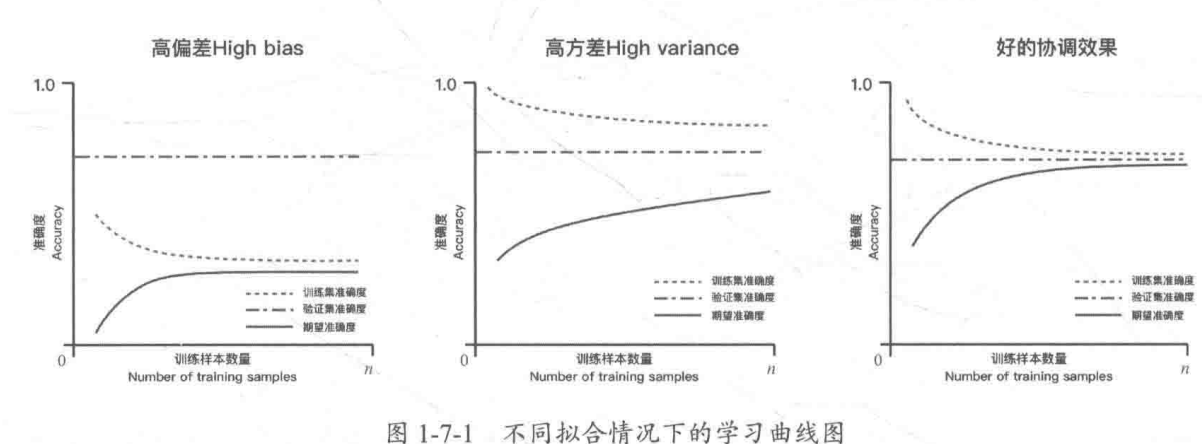 高偏差High bias
1.0
准确度
Accuracy
训练集准确度
验证集准确度
期望准确度
0
训练样本数量
n
Number of training samples
高方差High variance
1.0
准确度
Accuracy
训练集准确度
验证集准确度
期望准确度
0
训练样本数量
n
Number of training samples
好的协调效果
1.0
准确度
Accuracy
训练集准确度
验证集准确度
期望准确度
0
训练样本数量
n
Number of training samples
图 1-7-1 不同拟合情况下的学习曲线图